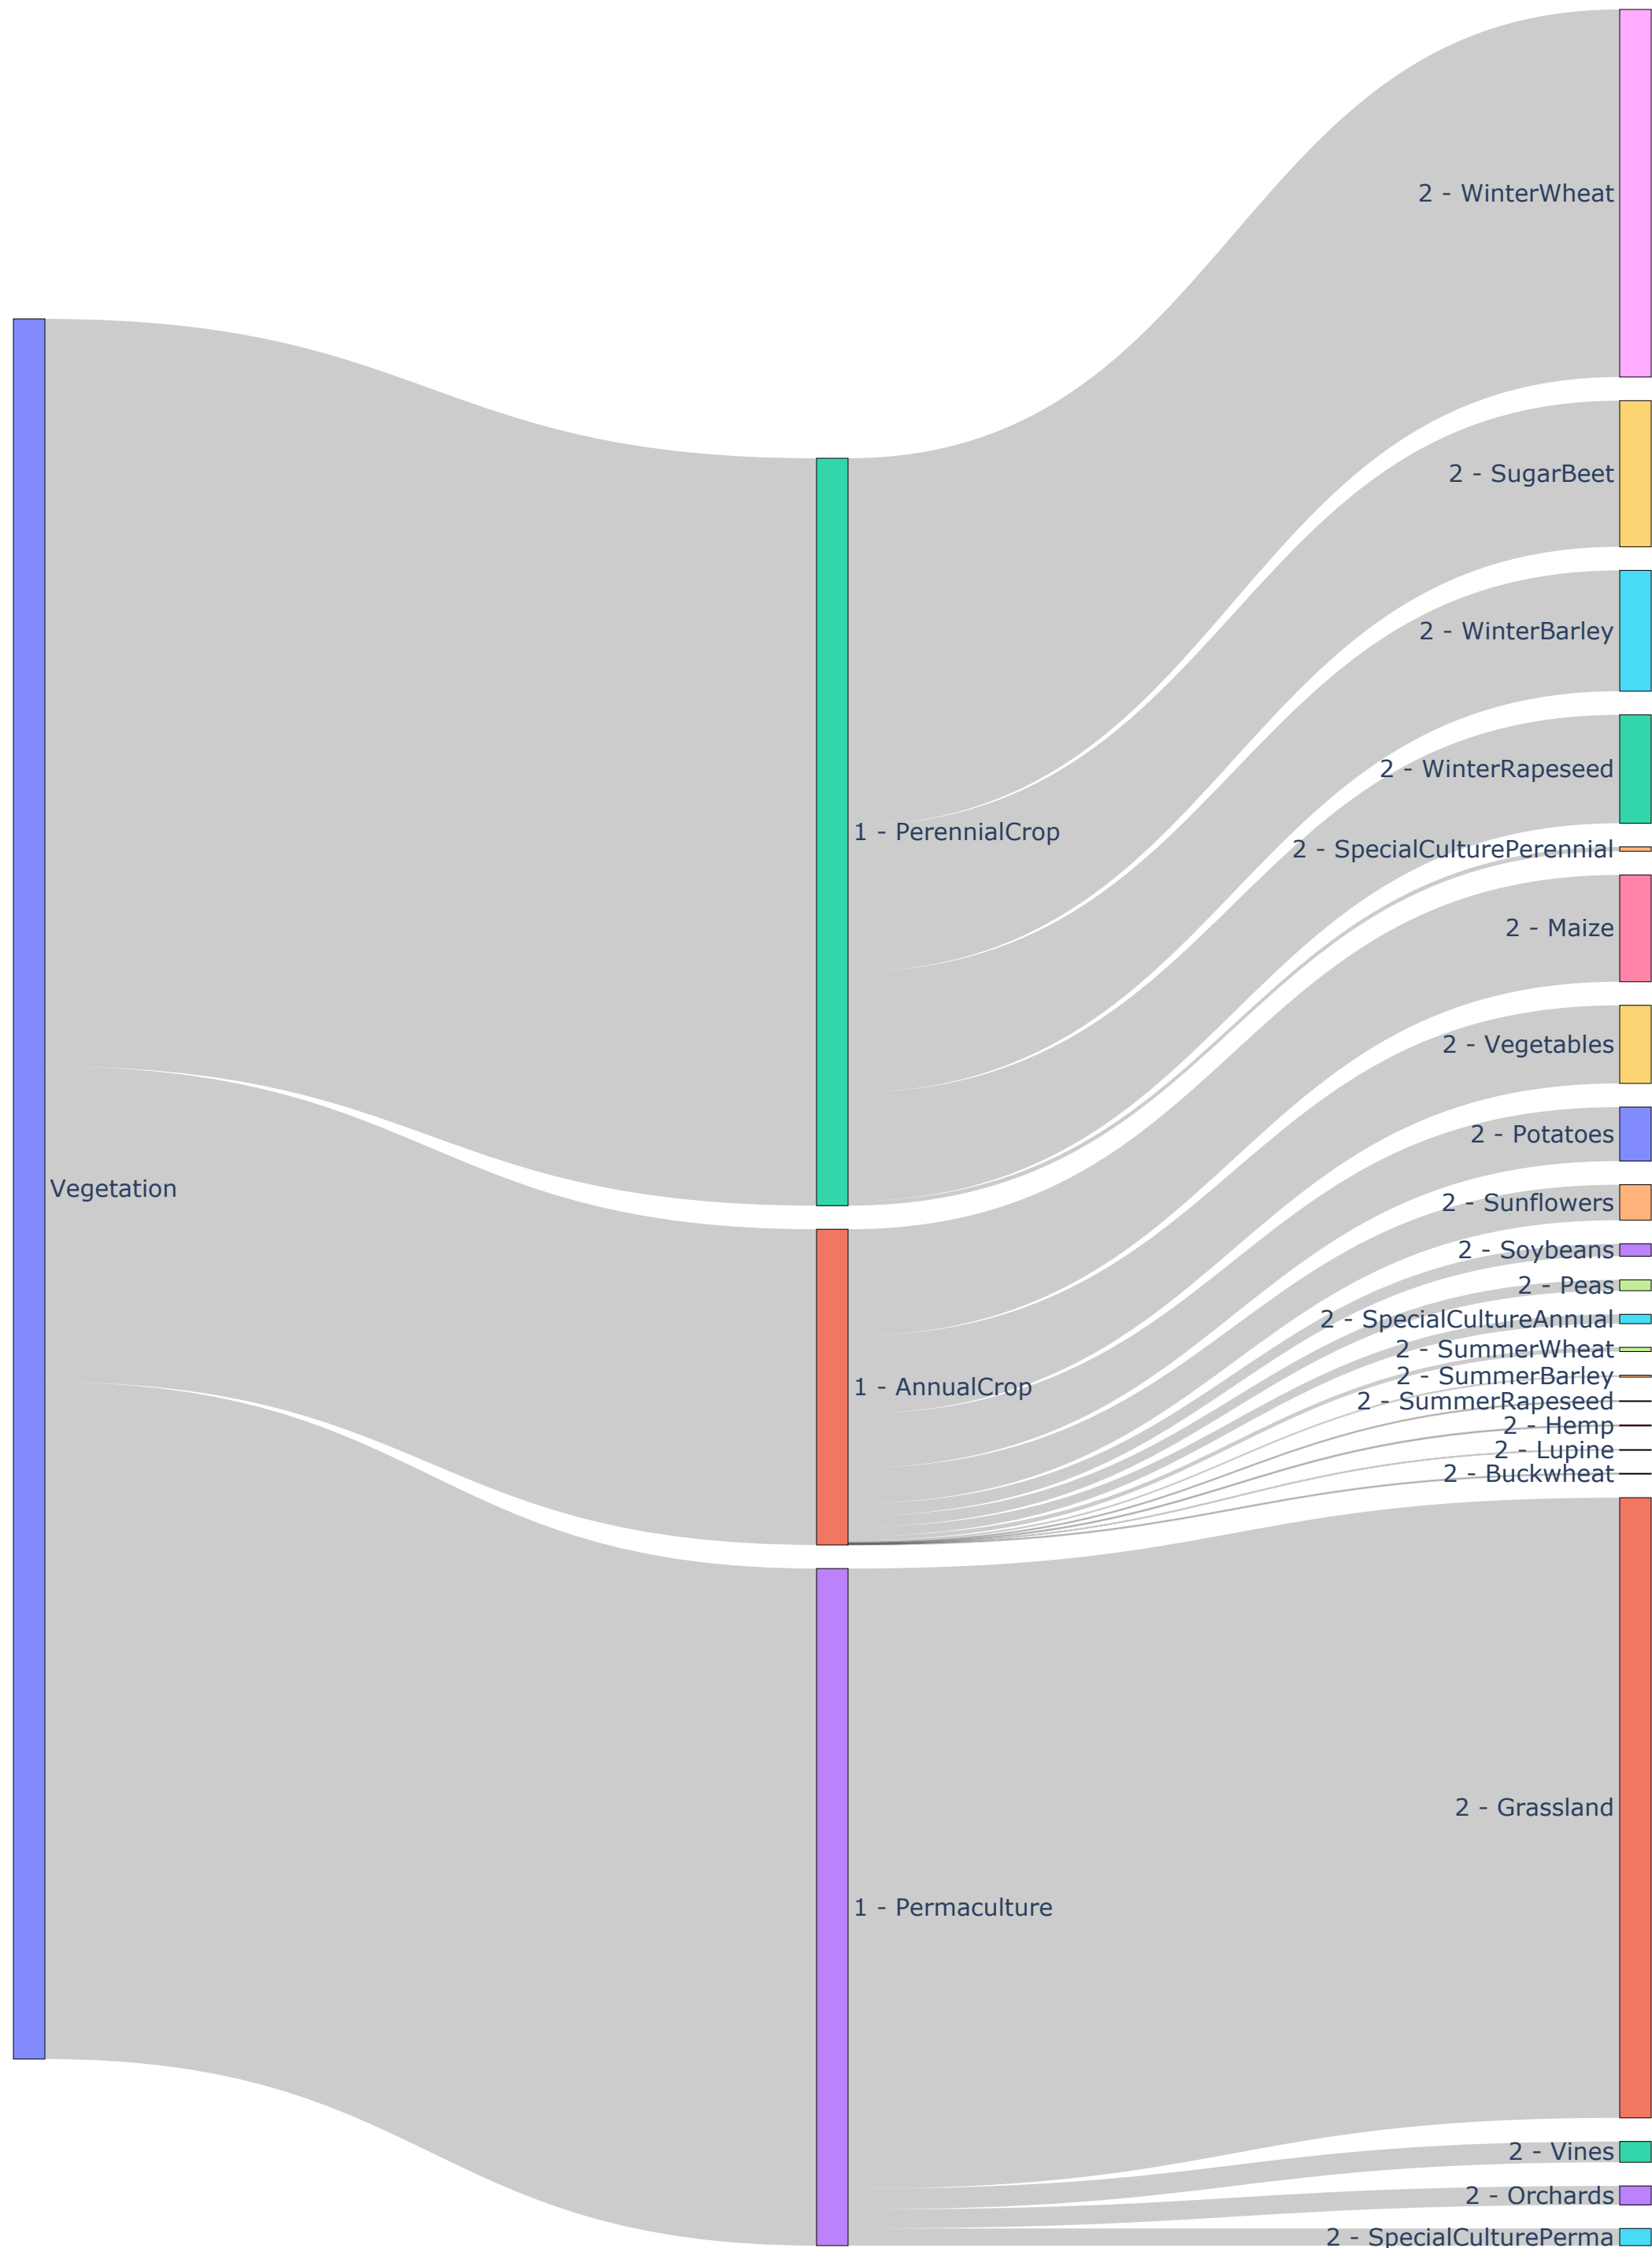 Vegetation
1 - PerennialCrop
1 - AnnualCrop
1 - Permaculture
2 - WinterWheat
2 - SugarBeet
2 - WinterBarley
2 - WinterRapeseed
2 - SpecialCulturePerennial
2 - Maize
2 - Vegetables
2 - Potatoes
2 - Sunflowers
2 - Soybeans
2 - Peas
2 - SpecialCultureAnnual
2 - SummerWheat
2 - SummerBarley
2 - SummerRapeseed
2 - Hemp
2 - Lupine
2 - Buckwheat
2 - Grassland
2 - Vines
2 - Orchards
2 - SpecialCulturePerma